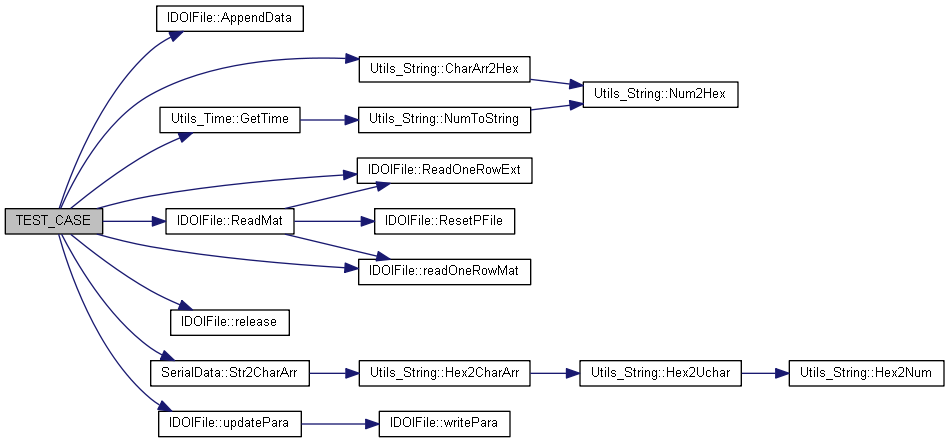 IDOIFile::AppendData
Utils_String::CharArr2Hex
Utils_String::Num2Hex
Utils_Time::GetTime
Utils_String::NumToString
IDOIFile::ReadOneRowExt
TEST_CASE
IDOIFile::ReadMat
IDOIFile::ResetPFile
IDOIFile::readOneRowMat
IDOIFile::release
SerialData::Str2CharArr
Utils_String::Hex2CharArr
Utils_String::Hex2Uchar
Utils_String::Hex2Num
IDOIFile::updatePara
IDOIFile::writePara